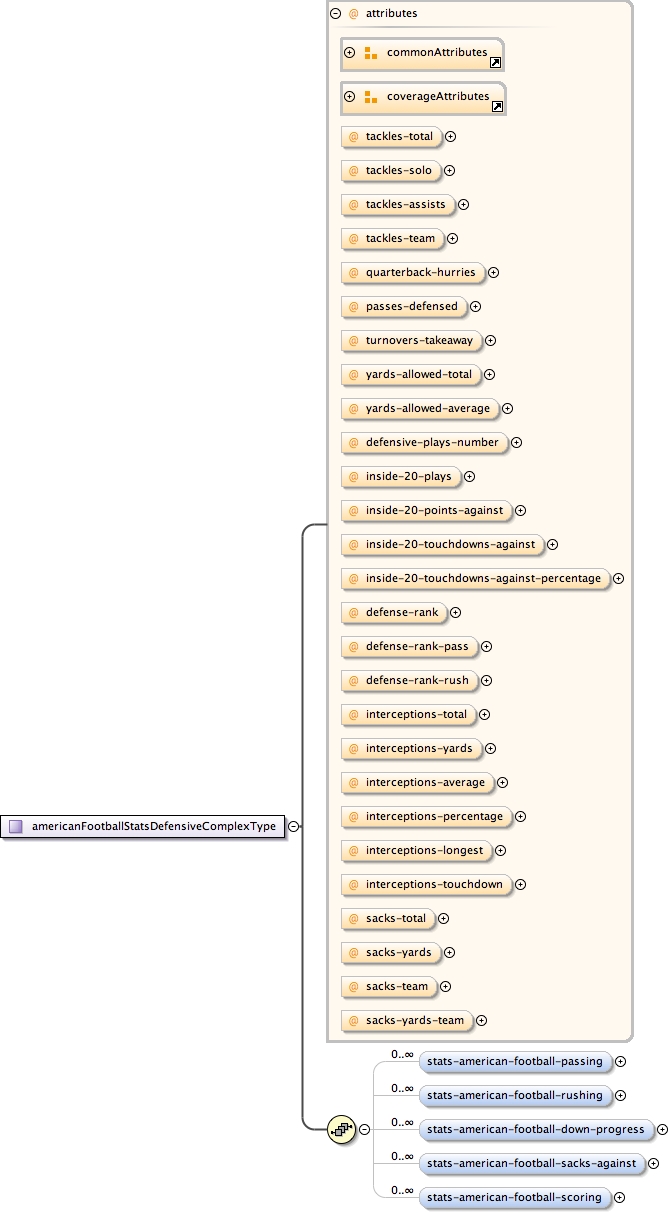 attributes
commonAttributes
coverageAttributes
@ tackles-total
@ tackles-solo
@ tackles-assists
@ tackles-team
@ quarterback-hurries
@ passes-defensed
@ turnovers-takeaway
@ yards-allowed-total
@ yards-allowed-average
@ defensive-plays-number
@ inside-20-plays
@ inside-20-points-against
@ inside-20-touchdowns-against
@ inside-20-touchdowns-against-percentage
@ defense-rank
@ defense-rank-pass
@ defense-rank-rush
@ interceptions-total
@ interceptions-yards
@ interceptions-average
@ interceptions-percentage
@ interceptions-longest
@ interceptions-touchdown
@ sacks-total
@ sacks-yards
@ sacks-team
@ sacks-yards-team
americanFootballStatsDefensiveComplexType
0..∞ stats-american-football-passing
0..∞ stats-american-football-rushing
0..∞ stats-american-football-down-progress
0..∞ stats-american-football-sacks-against
0..∞ stats-american-football-scoring